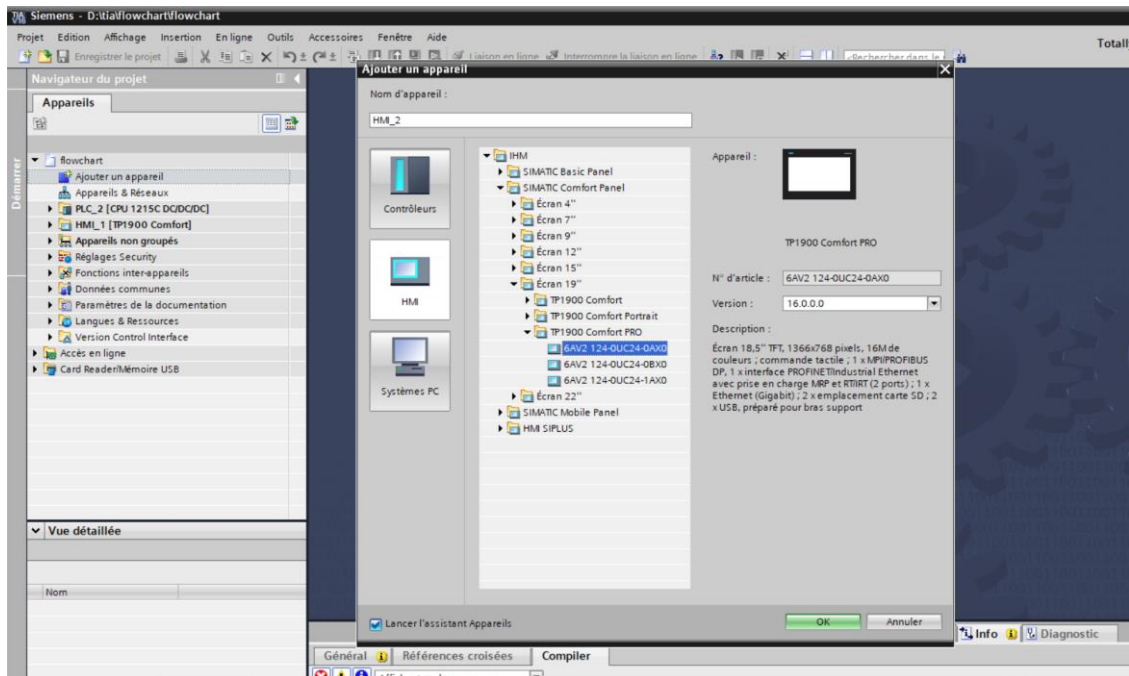 Siemens - D:\tia\flowchart\flowchart
Projet Edition Affichage Insertion En ligne Outils Accessoires Fenêtre Aide
Enregistrer le projet
Liaison en ligne Interrompre la liaison en ligne
<Rechercher dans le
Totall
Démarrer
Navigateur du projet
Appareils
flowchart
Ajouter un appareil
Appareils & Réseaux
PLC_2 [CPU 1215C DC/DC/DC]
HMI_1 [TP1900 Comfort]
Appareils non groupés
Réglages Security
Fonctions inter-appareils
Données communes
Paramètres de la documentation
Langues & Ressources
Version Control Interface
Accès en ligne
Card Reader/Mémoire USB
Vue détaillée
Nom
Ajouter un appareil
Nom d'appareil :
HMI_2
Contrôleurs
HMI
Systèmes PC
IHM
SIMATIC Basic Panel
SIMATIC Comfort Panel
Écran 4"
Écran 7"
Écran 9"
Écran 12"
Écran 15"
Écran 19"
TP1900 Comfort
TP1900 Comfort Portrait
TP1900 Comfort PRO
6AV2 124-0UC24-0AX0
6AV2 124-0UC24-0BX0
6AV2 124-0UC24-1AX0
Écran 22"
SIMATIC Mobile Panel
HMI SIPLUS
Appareil :
TP1900 Comfort PRO
N° d'article : 6AV2 124-0UC24-0AX0
Version : 16.0.0.0
Description :
Écran 18,5" TFT, 1366x768 pixels, 16M de
couleurs ; commande tactile ; 1 x MPI/PROFIBUS
DP, 1 x interface PROFINET/Industrial Ethernet
avec prise en charge MRP et RT/IRT (2 ports) ; 1 x
Ethernet (Gigabit) ; 2 x emplacement carte SD ; 2
x USB, préparé pour bras support
Lancer l'assistant Appareils
OK Annuler
Info Diagnostic
Général Références croisées Compiler